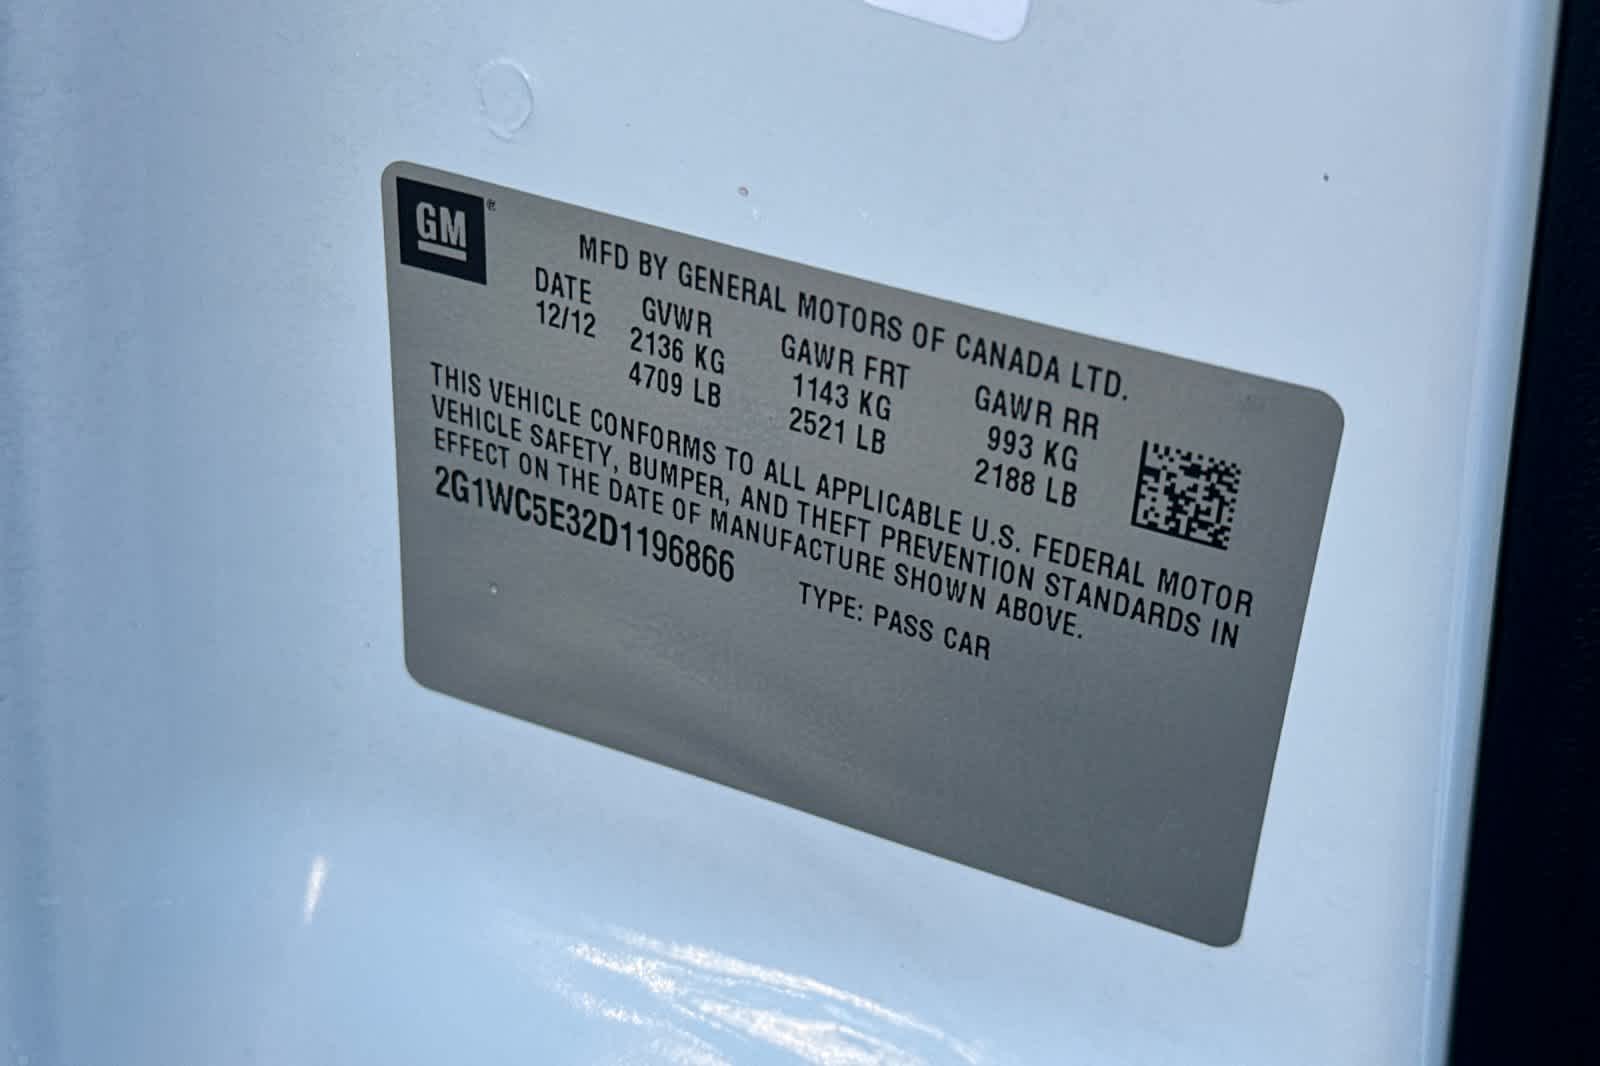 GM®
MFD BY GENERAL MOTORS OF CANADA LTD.
DATE GVWR GAWR FRT GAWR RR
12/12 2136 KG 1143 KG 993 KG
4709 LB 2521 LB 2188 LB
THIS VEHICLE CONFORMS TO ALL APPLICABLE U.S. FEDERAL MOTOR
VEHICLE SAFETY, BUMPER, AND THEFT PREVENTION STANDARDS IN
EFFECT ON THE DATE OF MANUFACTURE SHOWN ABOVE.
2G1WC5E32D1196866 TYPE: PASS CAR